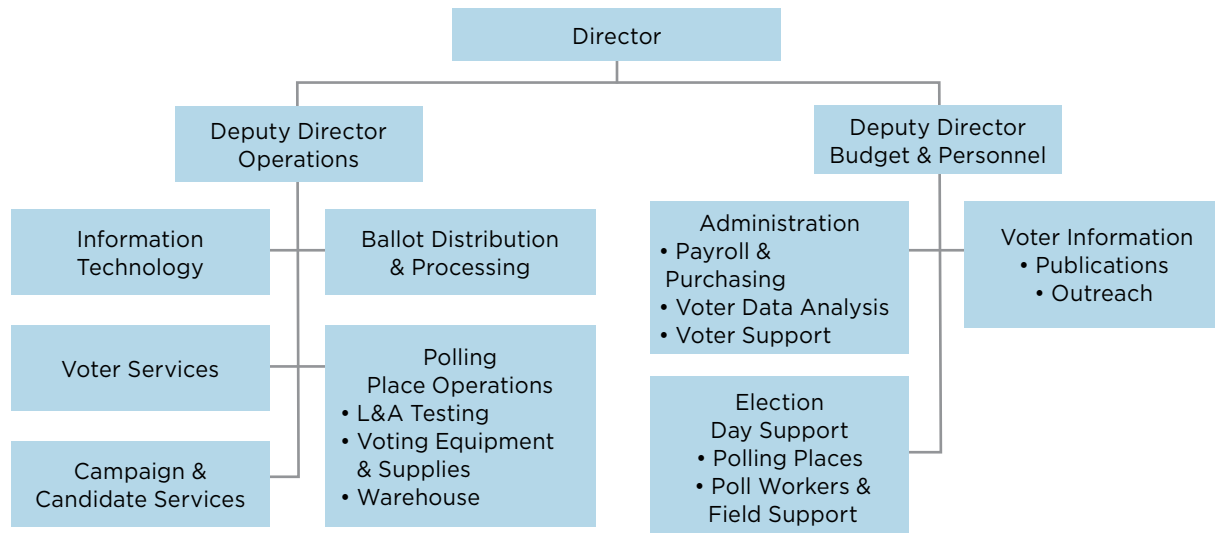 Director
Deputy Director
Operations
Information
Technology
Ballot Distribution
& Processing
Voter Services
Polling
Place Operations
• L&A Testing
• Voting Equipment
& Supplies
• Warehouse
Campaign &
Candidate Services
Deputy Director
Budget & Personnel
Administration
• Payroll &
Purchasing
• Voter Data Analysis
• Voter Support
Voter Information
• Publications
• Outreach
Election
Day Support
• Polling Places
• Poll Workers &
Field Support